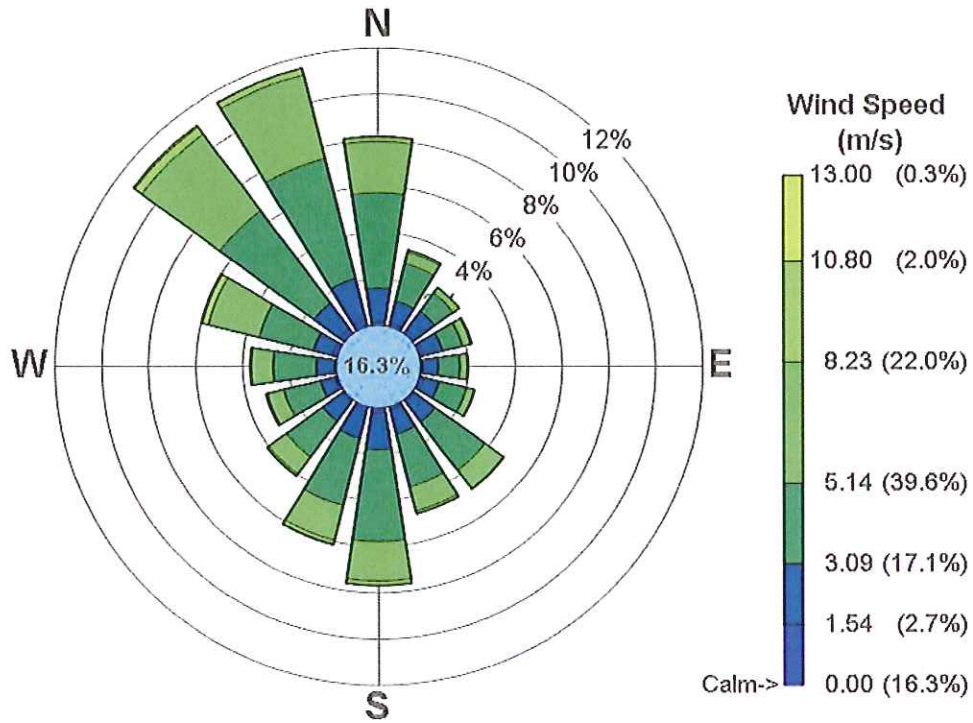 N
12%
10%
8%
6%
4%
W
16.3%
E
S
Wind Speed
(m/s)
13.00 (0.3%)
10.80 (2.0%)
8.23 (22.0%)
5.14 (39.6%)
3.09 (17.1%)
1.54 (2.7%)
Calm-> 0.00 (16.3%)